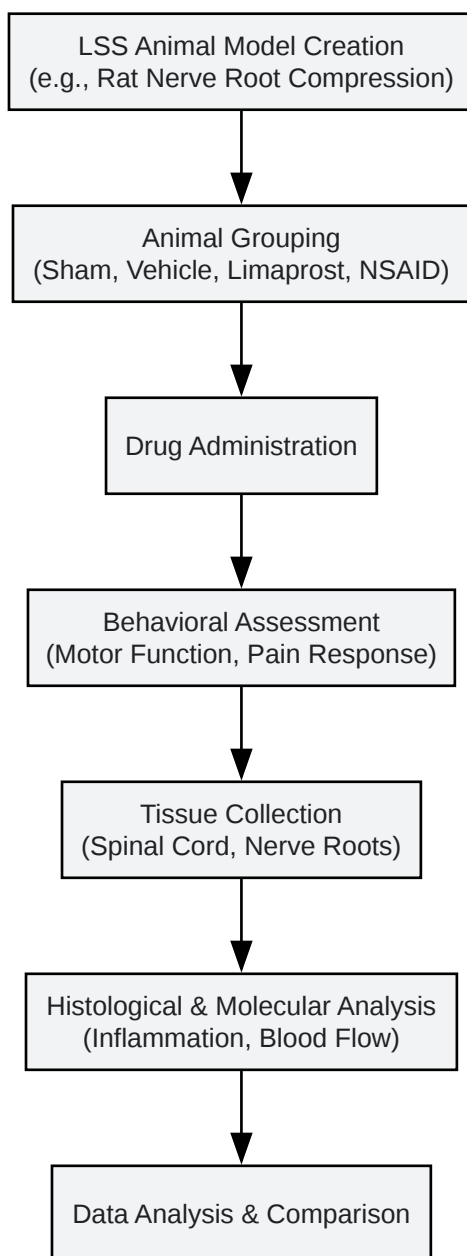 LSS Animal Model Creation
(e.g., Rat Nerve Root Compression)
Animal Grouping
(Sham, Vehicle, Limaprost, NSAID)
Drug Administration
Behavioral Assessment
(Motor Function, Pain Response)
Tissue Collection
(Spinal Cord, Nerve Roots)
Histological & Molecular Analysis
(Inflammation, Blood Flow)
Data Analysis & Comparison